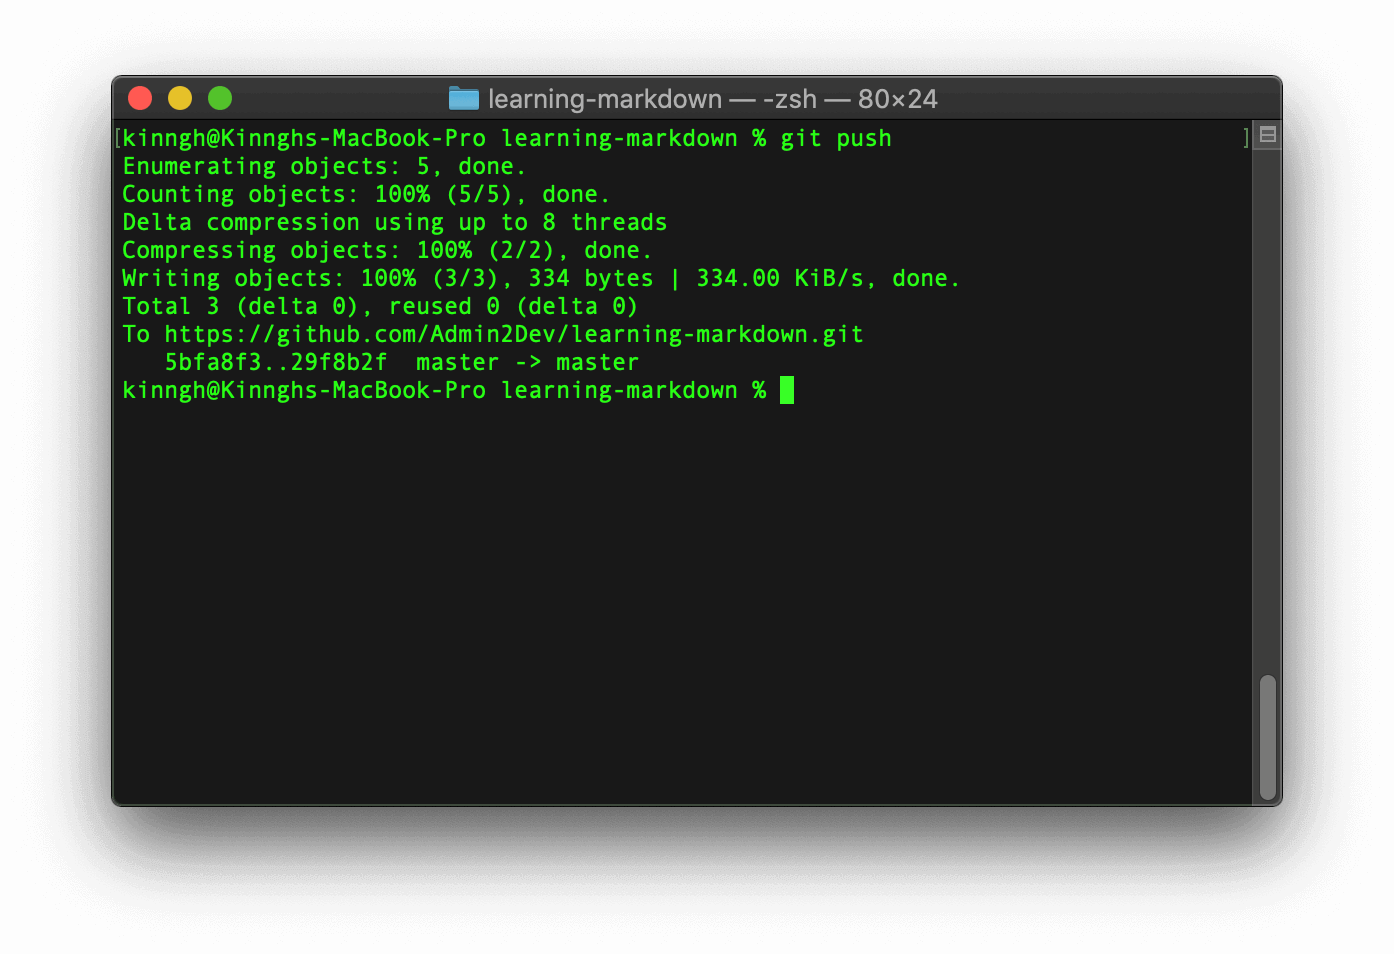 learning-markdown — -zsh — 80×24
[kinngh@Kinnghs-MacBook-Pro learning-markdown % git push ]
Enumerating objects: 5, done.
Counting objects: 100% (5/5), done.
Delta compression using up to 8 threads
Compressing objects: 100% (2/2), done.
Writing objects: 100% (3/3), 334 bytes | 334.00 KiB/s, done.
Total 3 (delta 0), reused 0 (delta 0)
To https://github.com/Admin2Dev/learning-markdown.git
   5bfa8f3..29f8b2f  master -> master
kinngh@Kinnghs-MacBook-Pro learning-markdown %